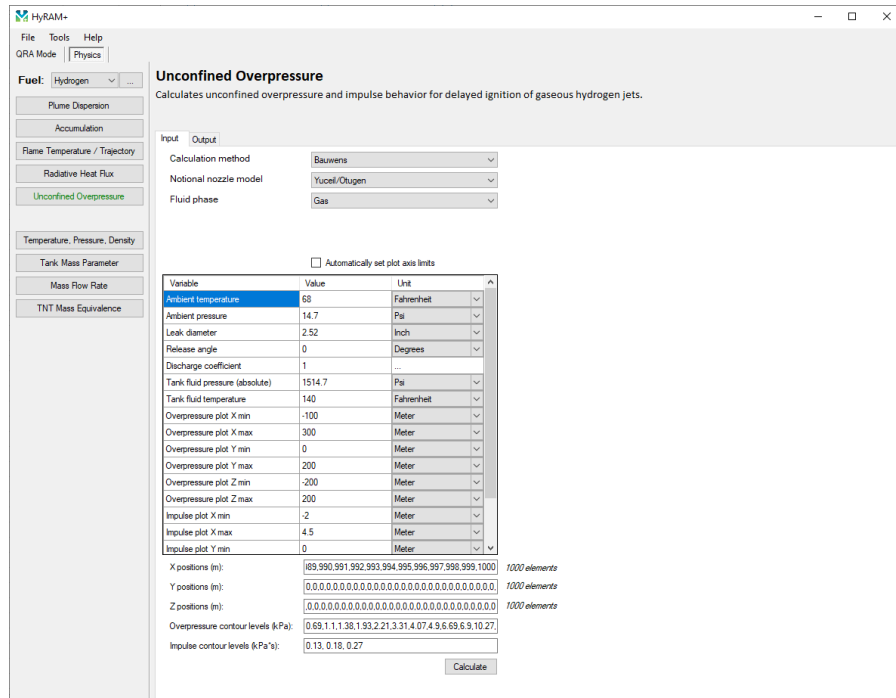 HyRAM+
File Tools Help
QRA Mode Physics
Fuel: Hydrogen ...
Plume Dispersion
Accumulation
Flame Temperature / Trajectory
Radiative Heat Flux
Unconfined Overpressure
Temperature, Pressure, Density
Tank Mass Parameter
Mass Flow Rate
TNT Mass Equivalence
Unconfined Overpressure
Calculates unconfined overpressure and impulse behavior for delayed ignition of gaseous hydrogen jets.
Input Output
Calculation method Bauwens
Notional nozzle model Yuceil/Otugen
Fluid phase Gas
Automatically set plot axis limits
Variable Value Unit
Ambient temperature 68 Fahrenheit
Ambient pressure 14.7 Psi
Leak diameter 2.52 Inch
Release angle 0 Degrees
Discharge coefficient 1 ...
Tank fluid pressure (absolute) 1514.7 Psi
Tank fluid temperature 140 Fahrenheit
Overpressure plot X min -100 Meter
Overpressure plot X max 300 Meter
Overpressure plot Y min 0 Meter
Overpressure plot Y max 200 Meter
Overpressure plot Z min -200 Meter
Overpressure plot Z max 200 Meter
Impulse plot X min -2 Meter
Impulse plot X max 4.5 Meter
Impulse plot Y min 0 Meter
X positions (m): 989,990,991,992,993,994,995,996,997,998,999,1000 1000 elements
Y positions (m): 0,0,0,0,0,0,0,0,0,0,0,0,0,0,0,0,0,0,0,0,0,0,0,0,0,0,0,0, 1000 elements
Z positions (m): ,0,0,0,0,0,0,0,0,0,0,0,0,0,0,0,0,0,0,0,0,0,0,0,0,0,0,0,0 1000 elements
Overpressure contour levels (kPa): 0.69,1.1,1.38,1.93,2.21,3.31,4.07,4.9,6.69,6.9,10.27,
Impulse contour levels (kPa*s): 0.13, 0.18, 0.27
Calculate